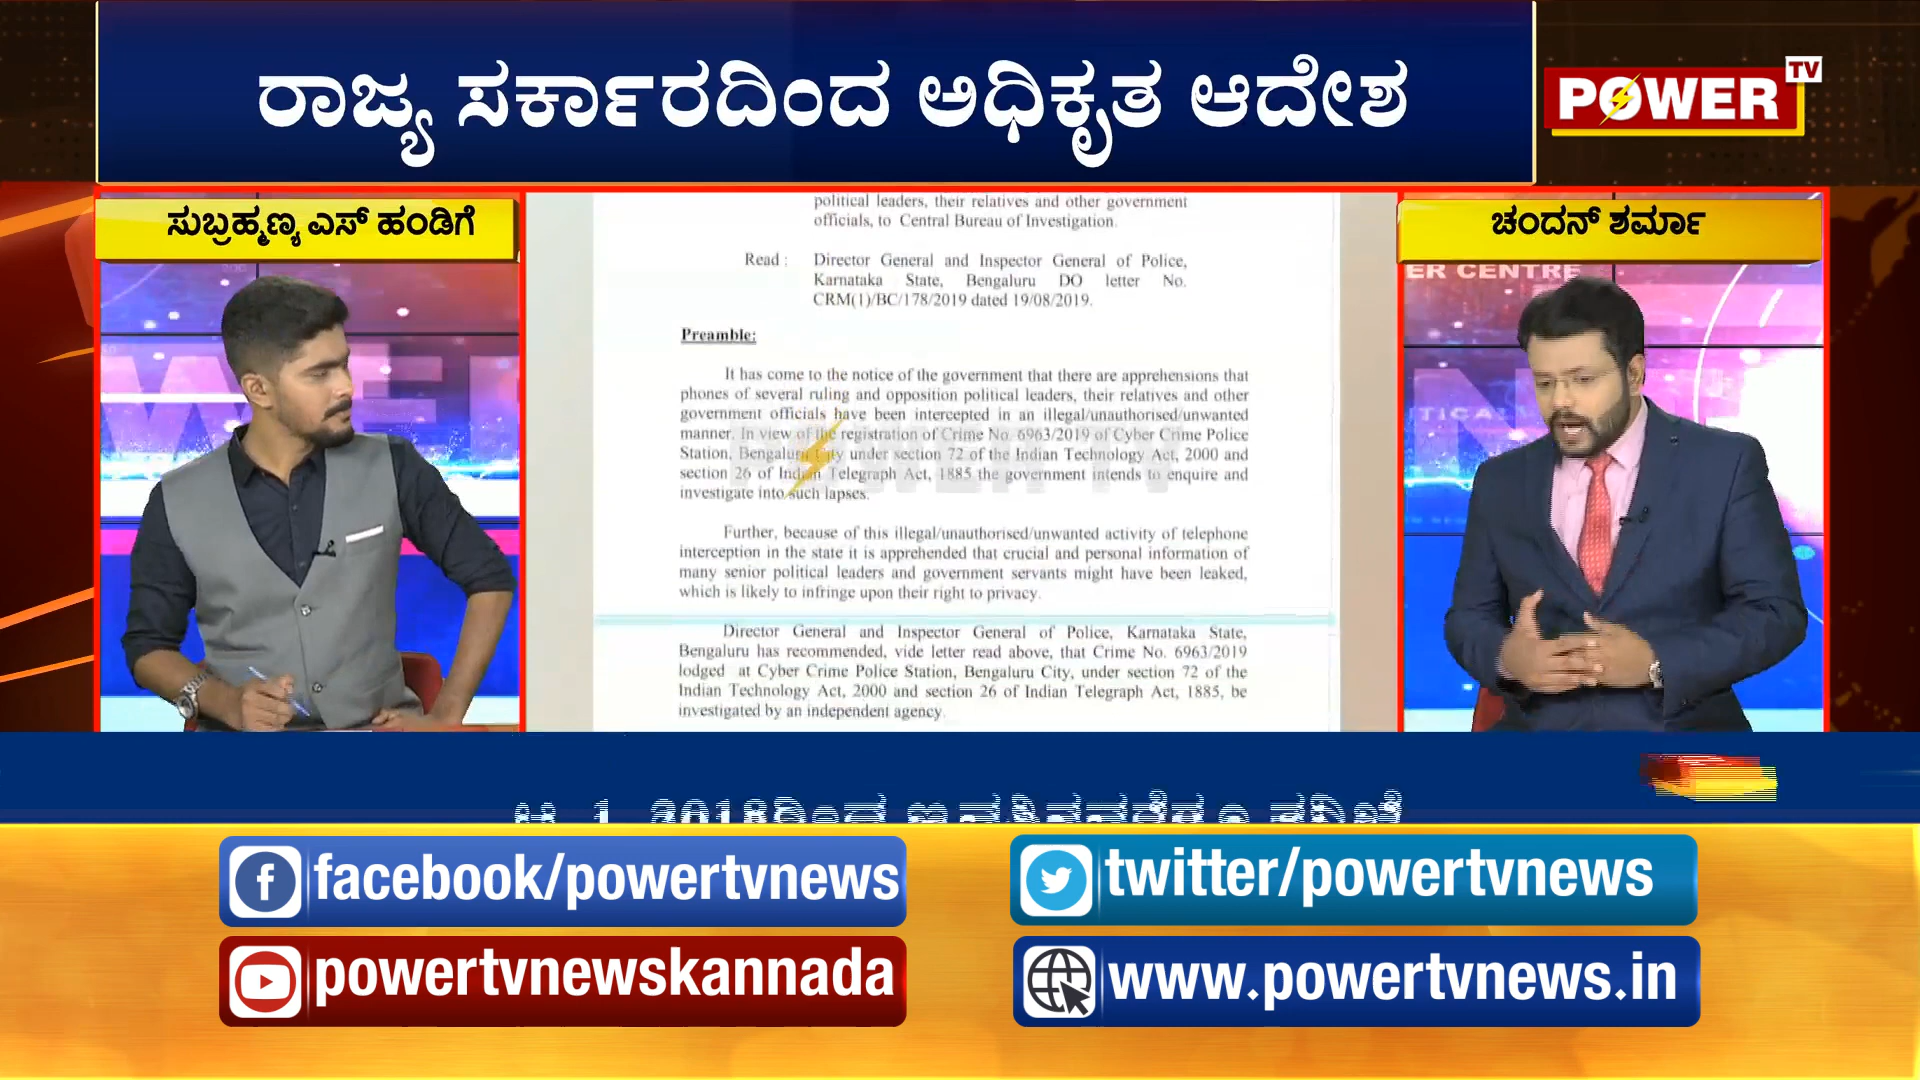 ರಾಜ್ಯ ಸರ್ಕಾರದಿಂದ ಅಧಿಕೃತ ಆದೇಶ
POWER TV
ಸುಬ್ರಹ್ಮಣ್ಯ ಎಸ್ ಹಂಡಿಗೆ
political leaders, their relatives and other government
officials, to Central Bureau of Investigation.
Read : Director General and Inspector General of Police,
Karnataka State, Bengaluru DO letter No.
CRM(1)/BC/178/2019 dated 19/08/2019.
Preamble:
It has come to the notice of the government that there are apprehensions that
phones of several ruling and opposition political leaders, their relatives and other
government officials have been intercepted in an illegal/unauthorised/unwanted
manner. In view of the registration of Crime No. 6963/2019 of Cyber Crime Police
Station, Bengaluru City under section 72 of the Indian Technology Act, 2000 and
section 26 of Indian Telegraph Act, 1885 the government intends to enquire and
investigate into such lapses.
Further, because of this illegal/unauthorised/unwanted activity of telephone
interception in the state it is apprehended that crucial and personal information of
many senior political leaders and government servants might have been leaked,
which is likely to infringe upon their right to privacy.
Director General and Inspector General of Police, Karnataka State,
Bengaluru has recommended, vide letter read above, that Crime No. 6963/2019
lodged at Cyber Crime Police Station, Bengaluru City, under section 72 of the
Indian Technology Act, 2000 and section 26 of Indian Telegraph Act, 1885, be
investigated by an independent agency.
POWER TV
ಚಂದನ್ ಶರ್ಮಾ
ER CENTRE
facebook/powertvnews
twitter/powertvnews
powertvnewskannada
www.powertvnews.in